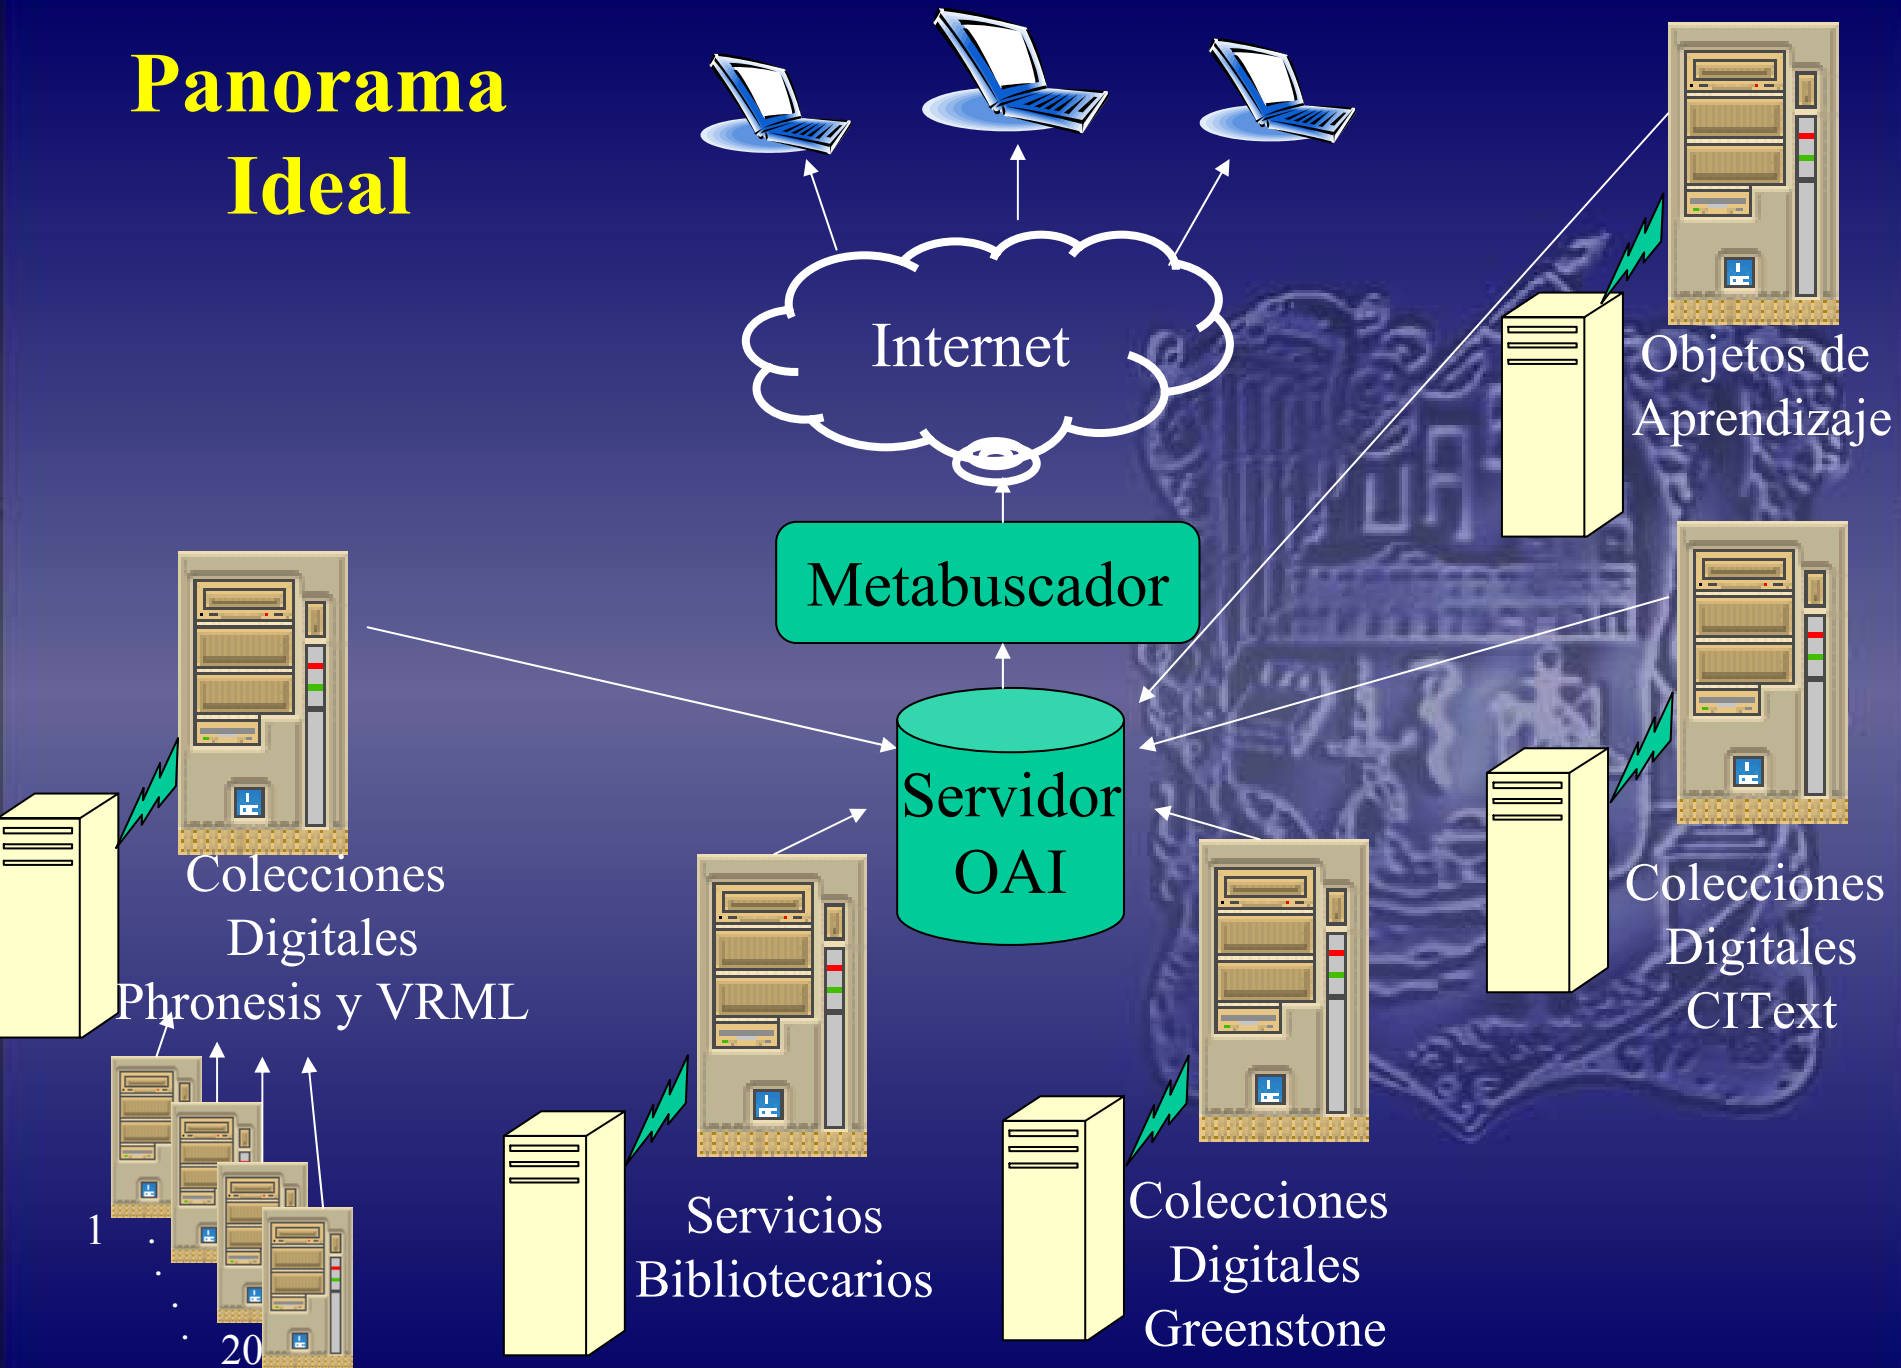 Panorama
Ideal
Internet
Objetos de
Aprendizaje
Metabuscador
Servidor
OAI
Colecciones
Digitales
Phronesis y VRML
Colecciones
Digitales
CIText
1
.
.
.
.
20
Servicios
Bibliotecarios
Colecciones
Digitales
Greenstone